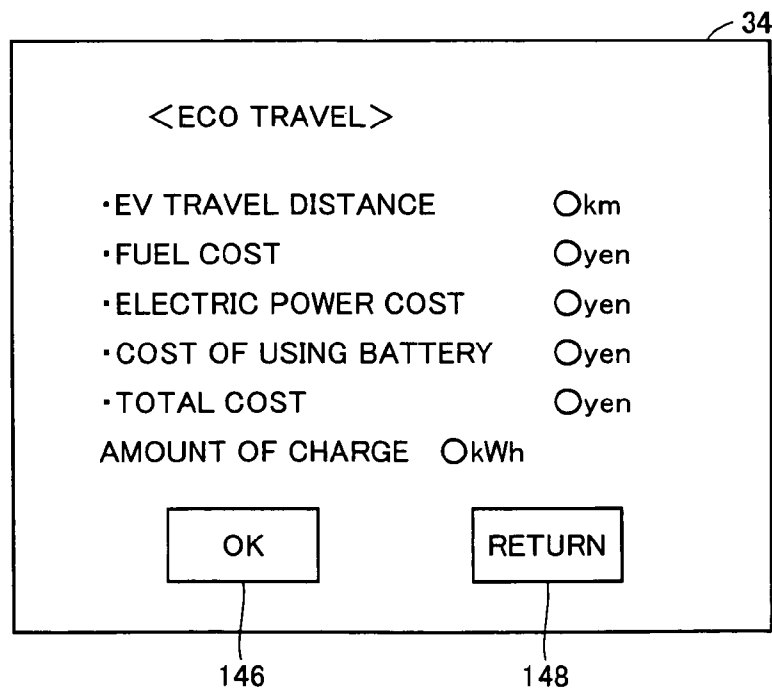 34
<ECO TRAVEL>
·EV TRAVEL DISTANCE ○km
·FUEL COST ○yen
·ELECTRIC POWER COST ○yen
·COST OF USING BATTERY ○yen
·TOTAL COST ○yen
AMOUNT OF CHARGE ○kWh
OK RETURN
146 148